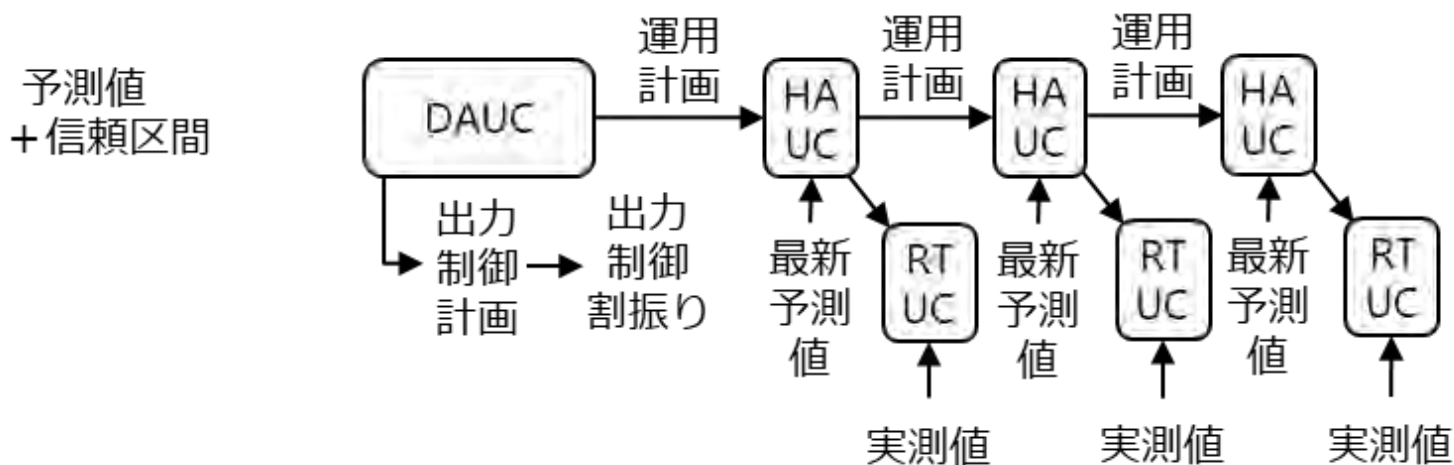 予測値
＋信頼区間
DAUC
運用
計画
HA
UC
運用
計画
HA
UC
運用
計画
HA
UC
出力
制御
計画
出力
制御
割振り
最新
予測
値
RT
UC
最新
予測
値
RT
UC
最新
予測
値
RT
UC
実測値
実測値
実測値